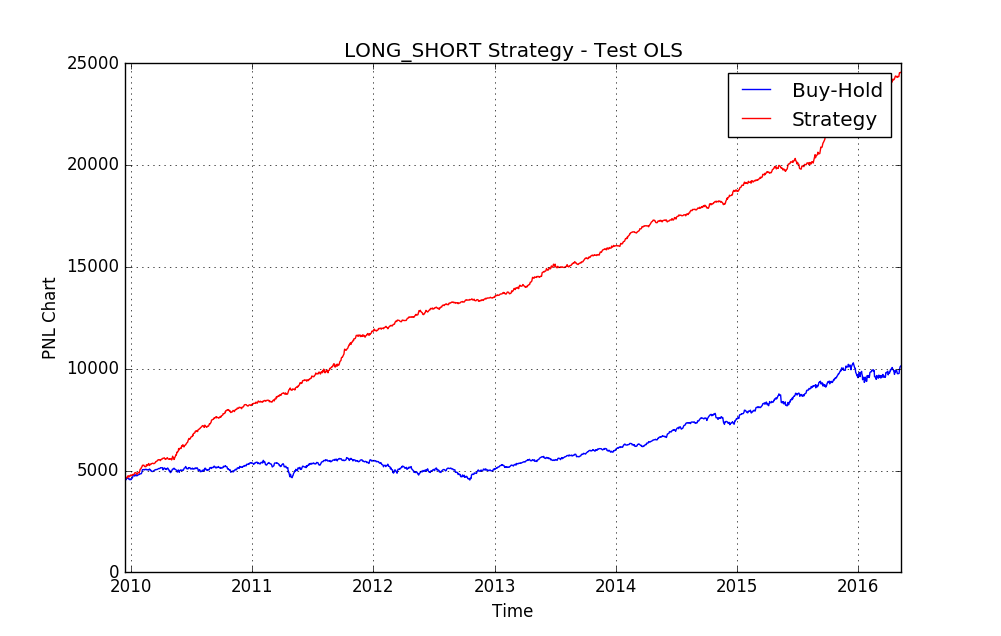 LONG_SHORT Strategy - Test OLS
25000
20000
15000
10000
5000
0
PNL Chart
Buy-Hold
Strategy
2010 2011 2012 2013 2014 2015 2016
Time